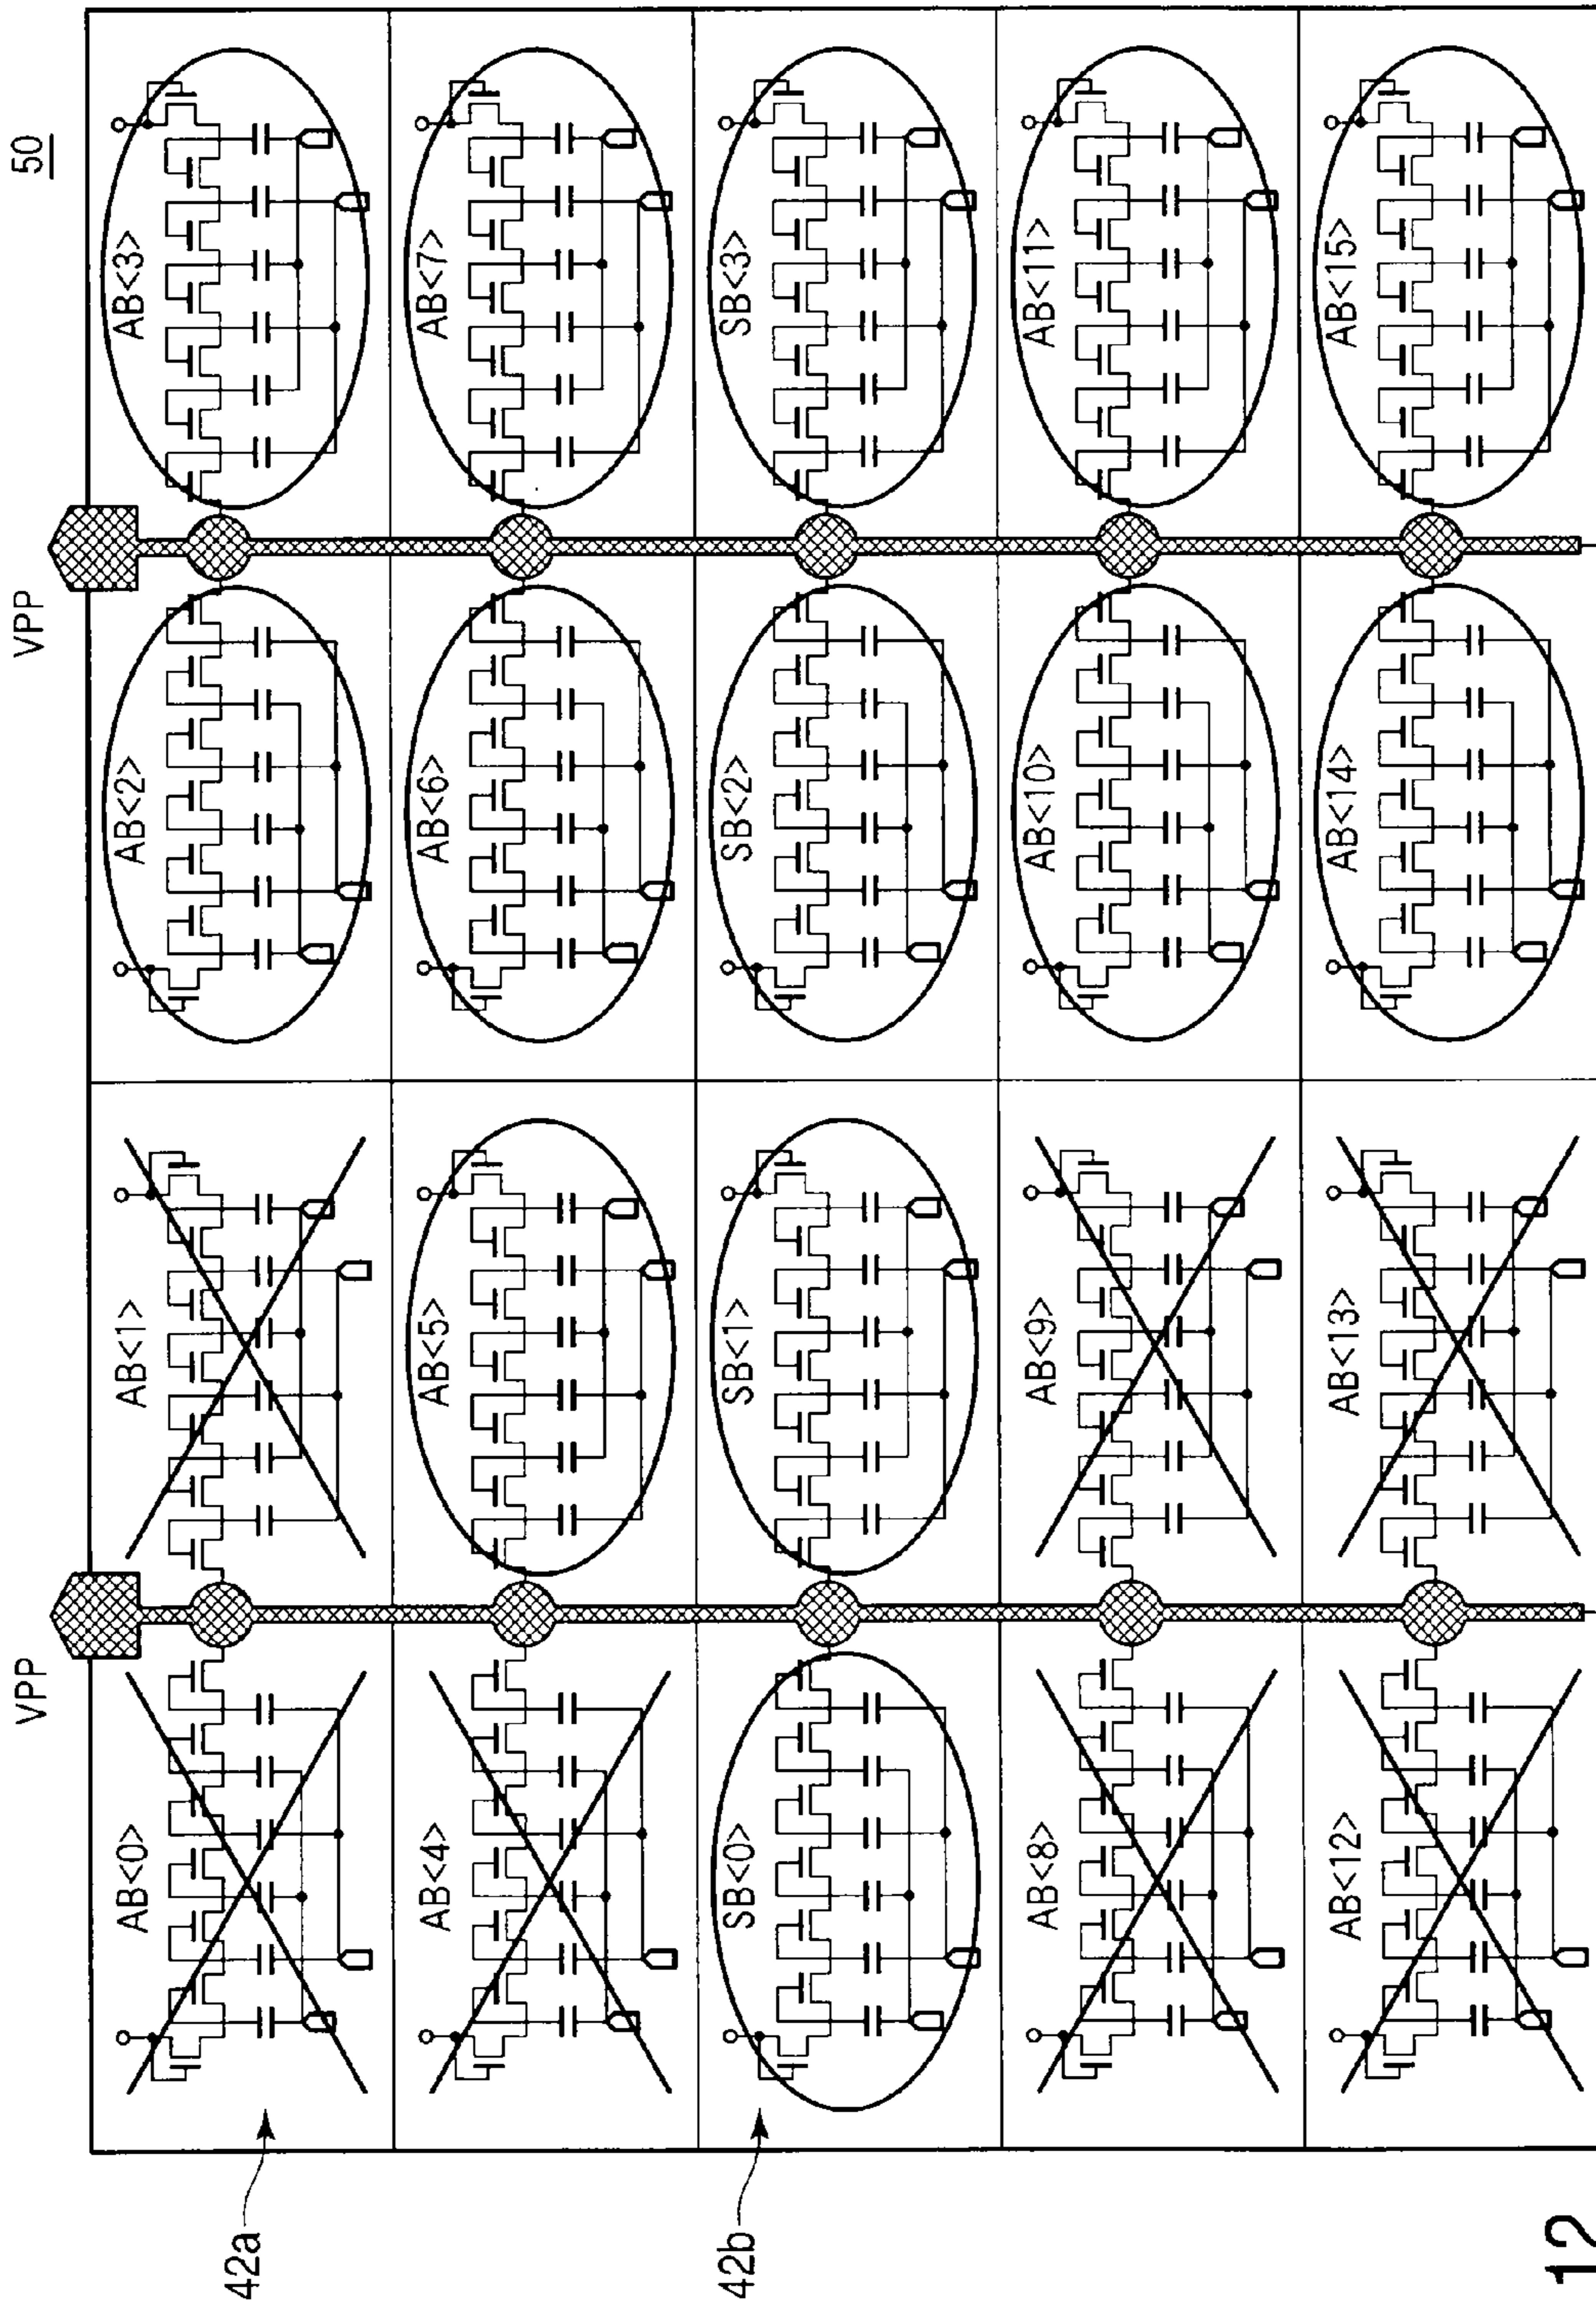 VPP VPP 50
AB<0> AB<1> AB<2> AB<3>
42a
AB<4> AB<5> AB<6> AB<7>
42b
SB<0> SB<1> SB<2> SB<3>
AB<8> AB<9> AB<10> AB<11>
AB<12> AB<13> AB<14> AB<15>
12